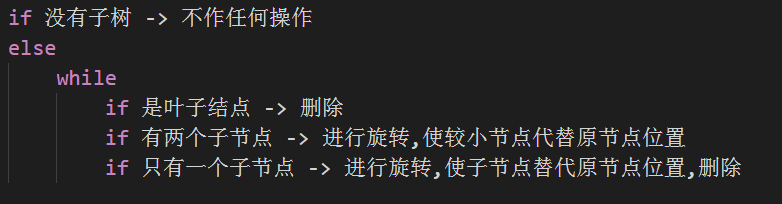 if 没有子树 -> 不作任何操作
else
while
if 是叶子结点 -> 删除
if 有两个子节点 -> 进行旋转,使较小节点代替原节点位置
if 只有一个子节点 -> 进行旋转,使子节点替代原节点位置,删除